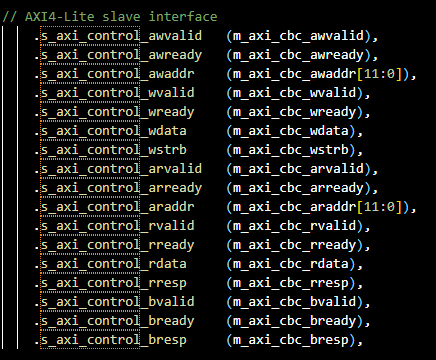 // AXI4-Lite slave interface
.s_axi_control_awvalid (m_axi_cbc_awvalid),
.s_axi_control_awready (m_axi_cbc_awready),
.s_axi_control_awaddr (m_axi_cbc_awaddr[11:0]),
.s_axi_control_wvalid (m_axi_cbc_wvalid),
.s_axi_control_wready (m_axi_cbc_wready),
.s_axi_control_wdata (m_axi_cbc_wdata),
.s_axi_control_wstrb (m_axi_cbc_wstrb),
.s_axi_control_arvalid (m_axi_cbc_arvalid),
.s_axi_control_arready (m_axi_cbc_arready),
.s_axi_control_araddr (m_axi_cbc_araddr[11:0]),
.s_axi_control_rvalid (m_axi_cbc_rvalid),
.s_axi_control_rready (m_axi_cbc_rready),
.s_axi_control_rdata (m_axi_cbc_rdata),
.s_axi_control_rresp (m_axi_cbc_rresp),
.s_axi_control_bvalid (m_axi_cbc_bvalid),
.s_axi_control_bready (m_axi_cbc_bready),
.s_axi_control_bresp (m_axi_cbc_bresp),